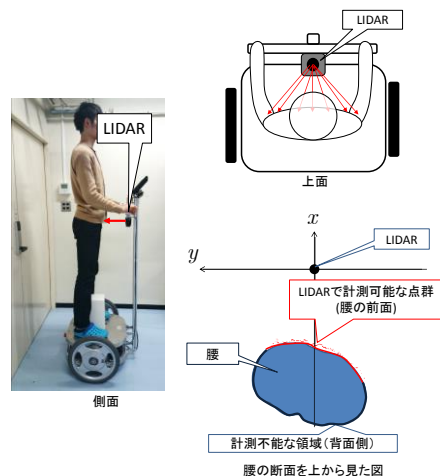 LIDAR
上面
LIDAR
側面
x
y
LIDAR
LIDARで計測可能な点群
(腰の前面)
腰
計測不能な領域(背面側)
腰の断面を上から見た図